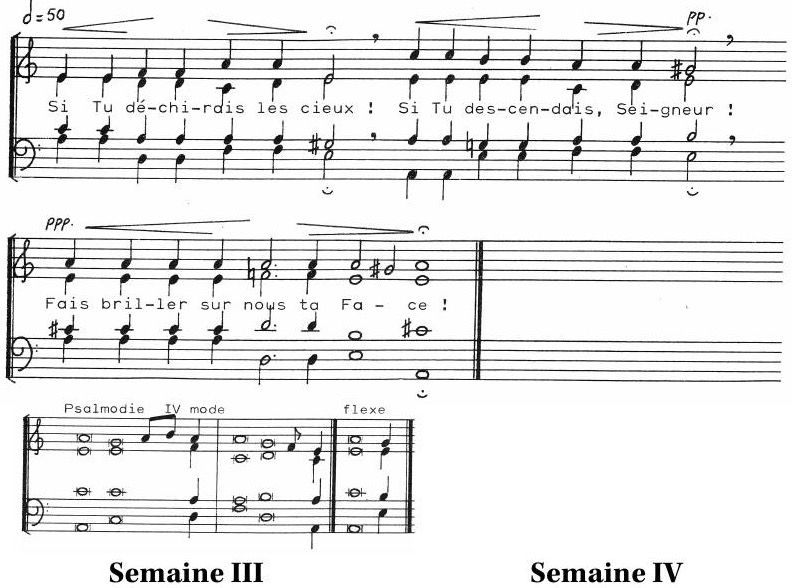 𝅗𝅥=50
pp.
Si Tu dé-chi-rais les cieux ! Si Tu des-cen-dais, Sei-gneur !
ppp.
Fais bril-ler sur nous ta Fa - ce !
Psalmodie IV mode flexe
Semaine III Semaine IV